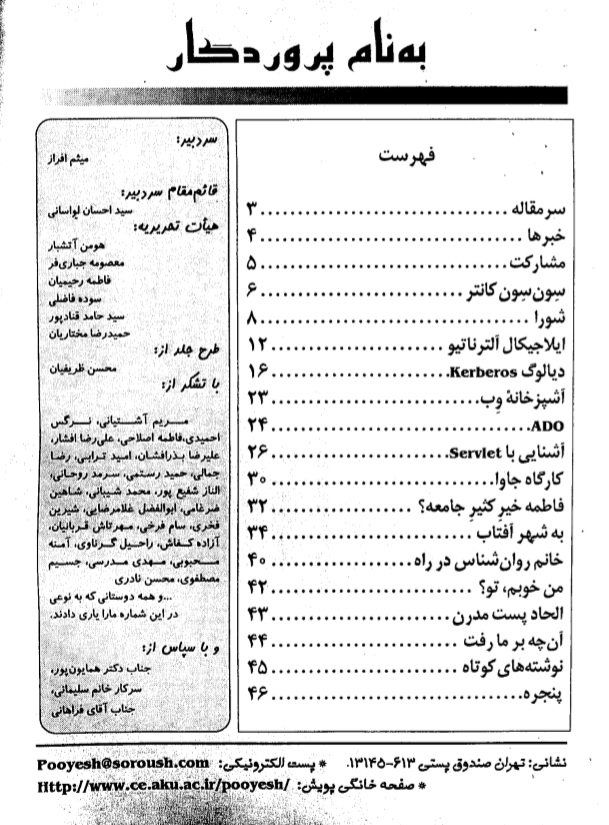 به‌نام پروردگار
فهرست
سرمقاله ................................ ۳
خبرها ................................ ۴
مشارکت ................................ ۵
سِون‌سِون کانتر ................................ ۶
شورا ................................ ۸
ایلاجیکال آلترناتیو ................................ ۱۲
دیالوگ Kerberos ................................ ۱۶
آشپزخانهٔ وب ................................ ۲۳
ADO ................................ ۲۴
آشنایی با Servlet ................................ ۲۶
کارگاه جاوا ................................ ۳۰
فاطمه خیرِ کثیرِ جامعه؟ ................................ ۳۲
به شهر آفتاب ................................ ۳۴
خانم روان‌شناس در راه ................................ ۴۰
من خوبم، تو؟ ................................ ۴۲
الحاد پست مدرن ................................ ۴۳
آن‌چه بر ما رفت ................................ ۴۴
نوشته‌های کوتاه ................................ ۴۵
پنجره ................................ ۴۶
سردبیر:
میثم افراز
قائم‌مقام سردبیر:
سید احسان لواسانی
هیأت تحریریه:
هومن آتشبار
معصومه جباری‌فر
فاطمه رحیمیان
سوده فاضلی
سید حامد قنادپور
حمیدرضا مختاریان
طرح جلد از:
محسن ظریفیان
با تشکر از:
مریم آشتیانی، نرگس
احمیدی، فاطمه اصلاحی، علی‌رضا افشار،
علیرضا بذرافشان، امید ترابی، رضا
جمالی، حمید رستمی، سرمد روحانی،
الناز شفیع پور، محمد شیبانی، شاهین
ضرغامی، ابوالفضل غلامرضایی، شیرین
فخری، سام فرخی، مهرتاش قربانیان،
آزاده کفاش، راحیل گرناوی، آمنه
محبوبی، مهدی مدرسی، جسیم
مصطفوی، محسن نادری
...و همه دوستانی که به نوعی
در این شماره ما را یاری دادند.
و با سپاس از:
جناب دکتر همایون‌پور،
سرکار خانم سلیمانی،
جناب آقای فراهانی
نشانی: تهران صندوق پستی ۶۱۳-۱۳۱۴۵. * پست الکترونیکی: Pooyesh@soroush.com
* صفحه خانگی پویش: Http://www.ce.aku.ac.ir/pooyesh/